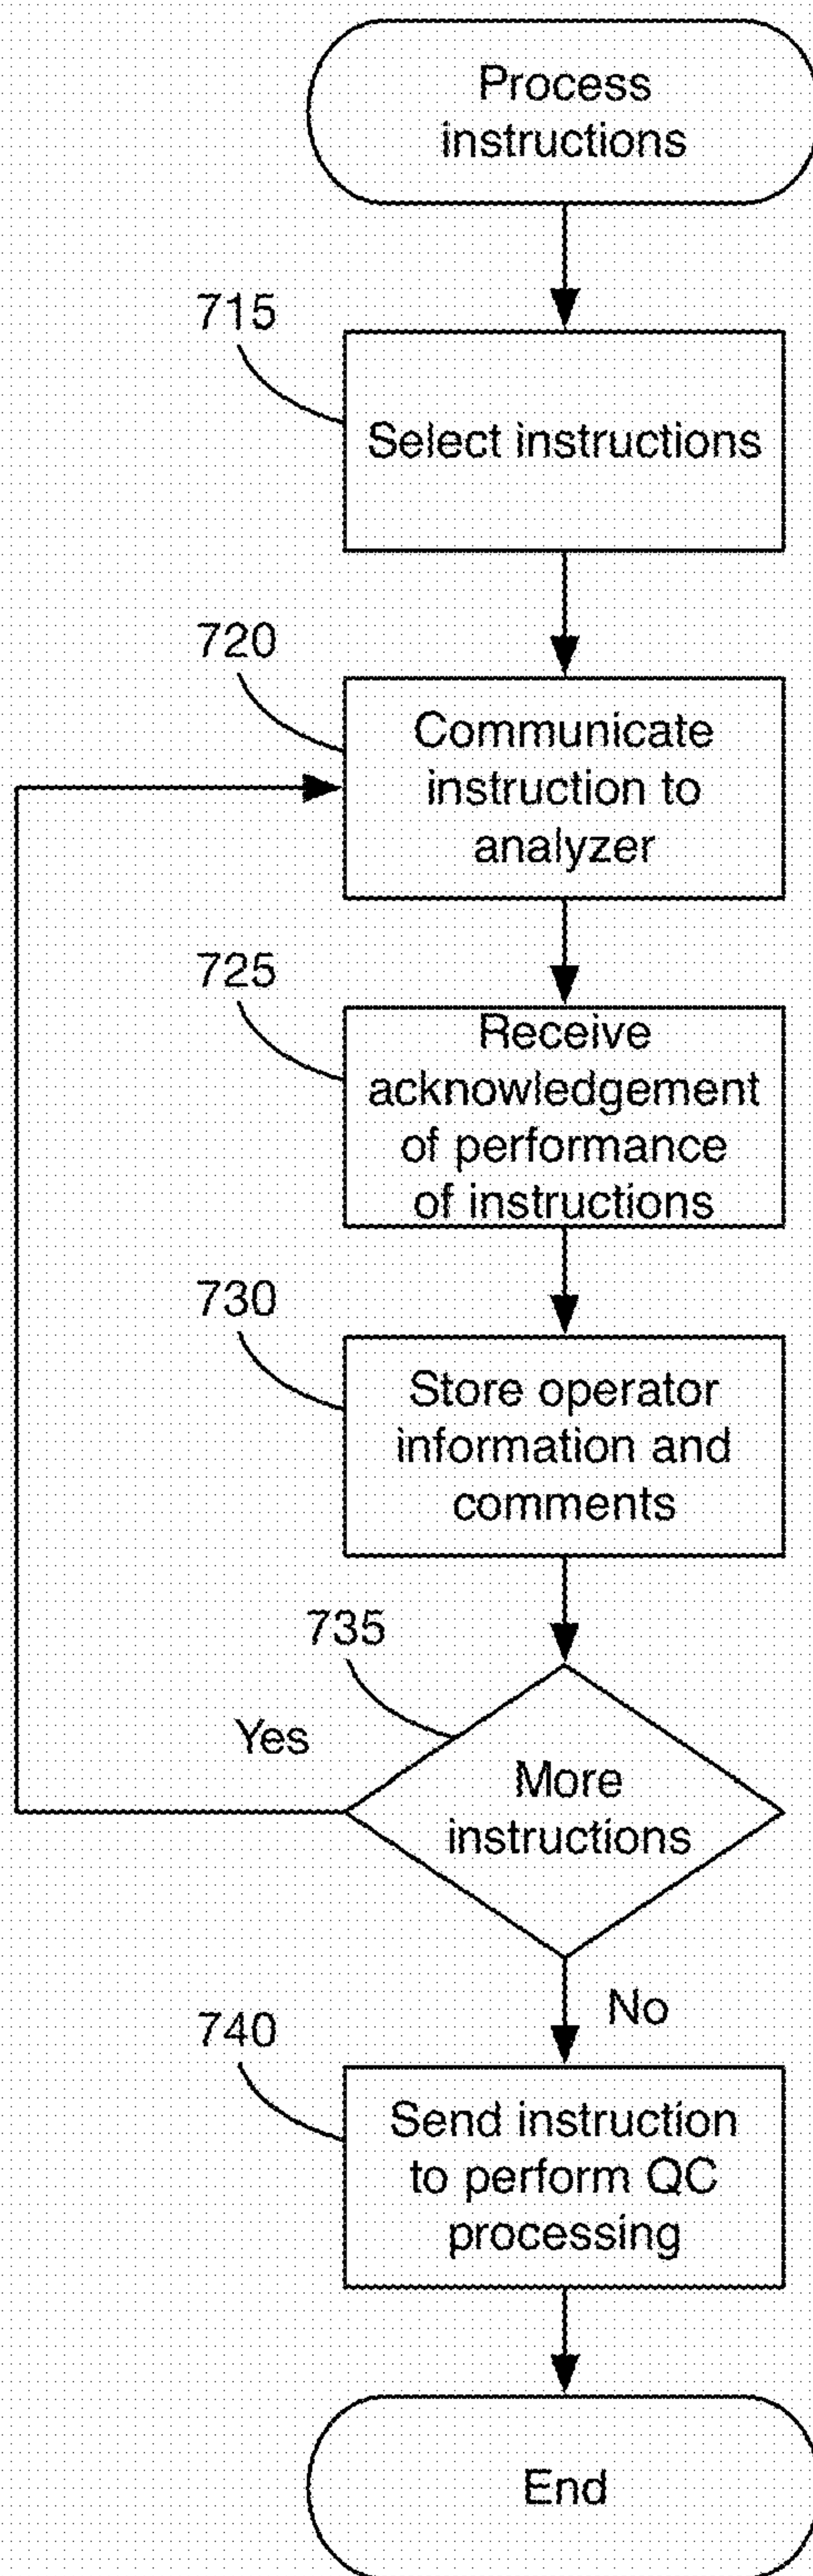 Process
instructions
715
Select instructions
720
Communicate
instruction to
analyzer
725
Receive
acknowledgement
of performance
of instructions
730
Store operator
information and
comments
735
Yes
More
instructions
No
740
Send instruction
to perform QC
processing
End